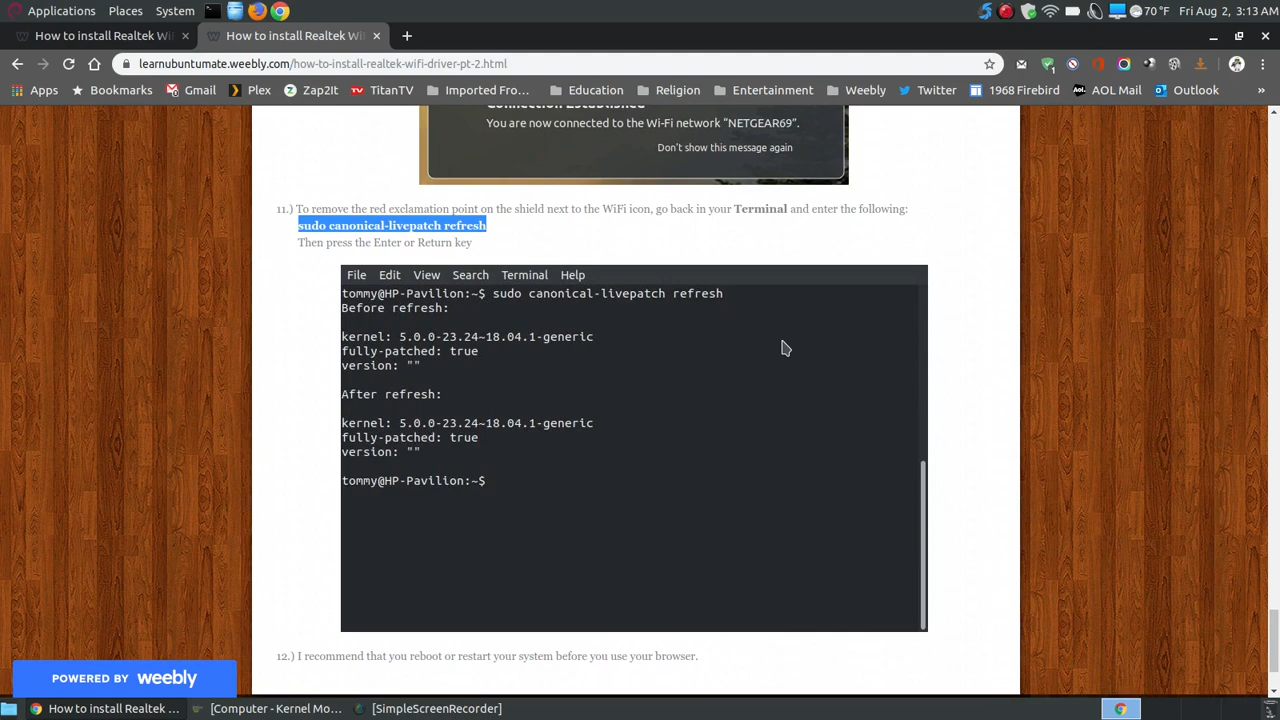 Applications Places System 70 °F Fri Aug 2, 3:13 AM
How to install Realtek WiF × How to install Realtek WiF × +
learnubuntumate.weebly.com/how-to-install-realtek-wifi-driver-pt-2.html
Apps Bookmarks Gmail Plex Zap2It TitanTV Imported Fro... Education Religion Entertainment Weebly Twitter 1968 Firebird AOL Mail Outlook »
Connection Established
You are now connected to the Wi-Fi network "NETGEAR69".
Don't show this message again
11.) To remove the red exclamation point on the shield next to the WiFi icon, go back in your Terminal and enter the following:
sudo canonical-livepatch refresh
Then press the Enter or Return key
File Edit View Search Terminal Help
tommy@HP-Pavilion:~$ sudo canonical-livepatch refresh
Before refresh:
kernel: 5.0.0-23.24~18.04.1-generic
fully-patched: true
version: ""
After refresh:
kernel: 5.0.0-23.24~18.04.1-generic
fully-patched: true
version: ""
tommy@HP-Pavilion:~$
12.) I recommend that you reboot or restart your system before you use your browser.
POWERED BY weebly
How to install Realtek ... [Computer - Kernel Mo... [SimpleScreenRecorder]